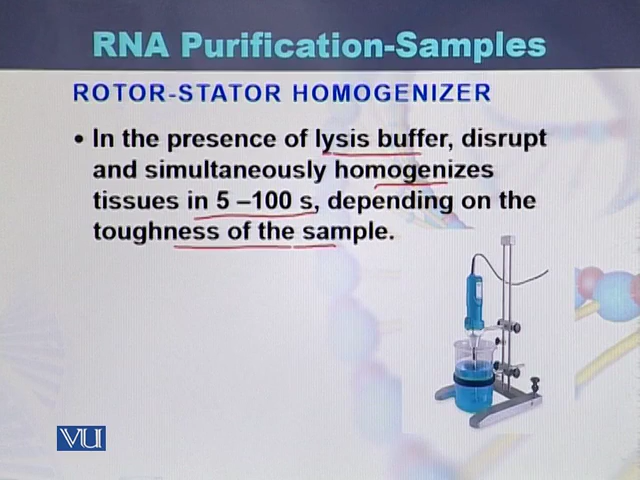 RNA Purification-Samples
ROTOR-STATOR HOMOGENIZER
• In the presence of lysis buffer, disrupt
and simultaneously homogenizes
tissues in 5 –100 s, depending on the
toughness of the sample.
VU